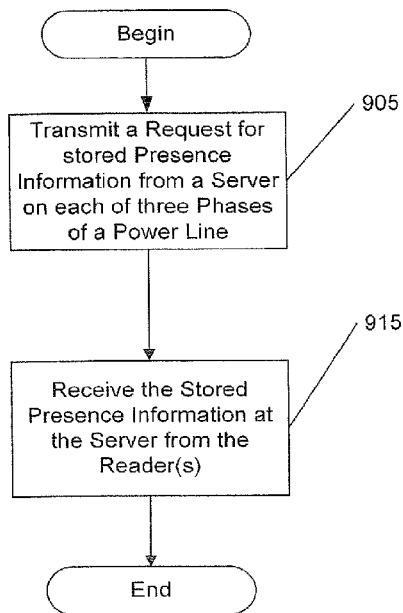 Begin
905
Transmit a Request for
stored Presence
Information from a Server
on each of three Phases
of a Power Line
915
Receive the Stored
Presence Information at
the Server from the
Reader(s)
End